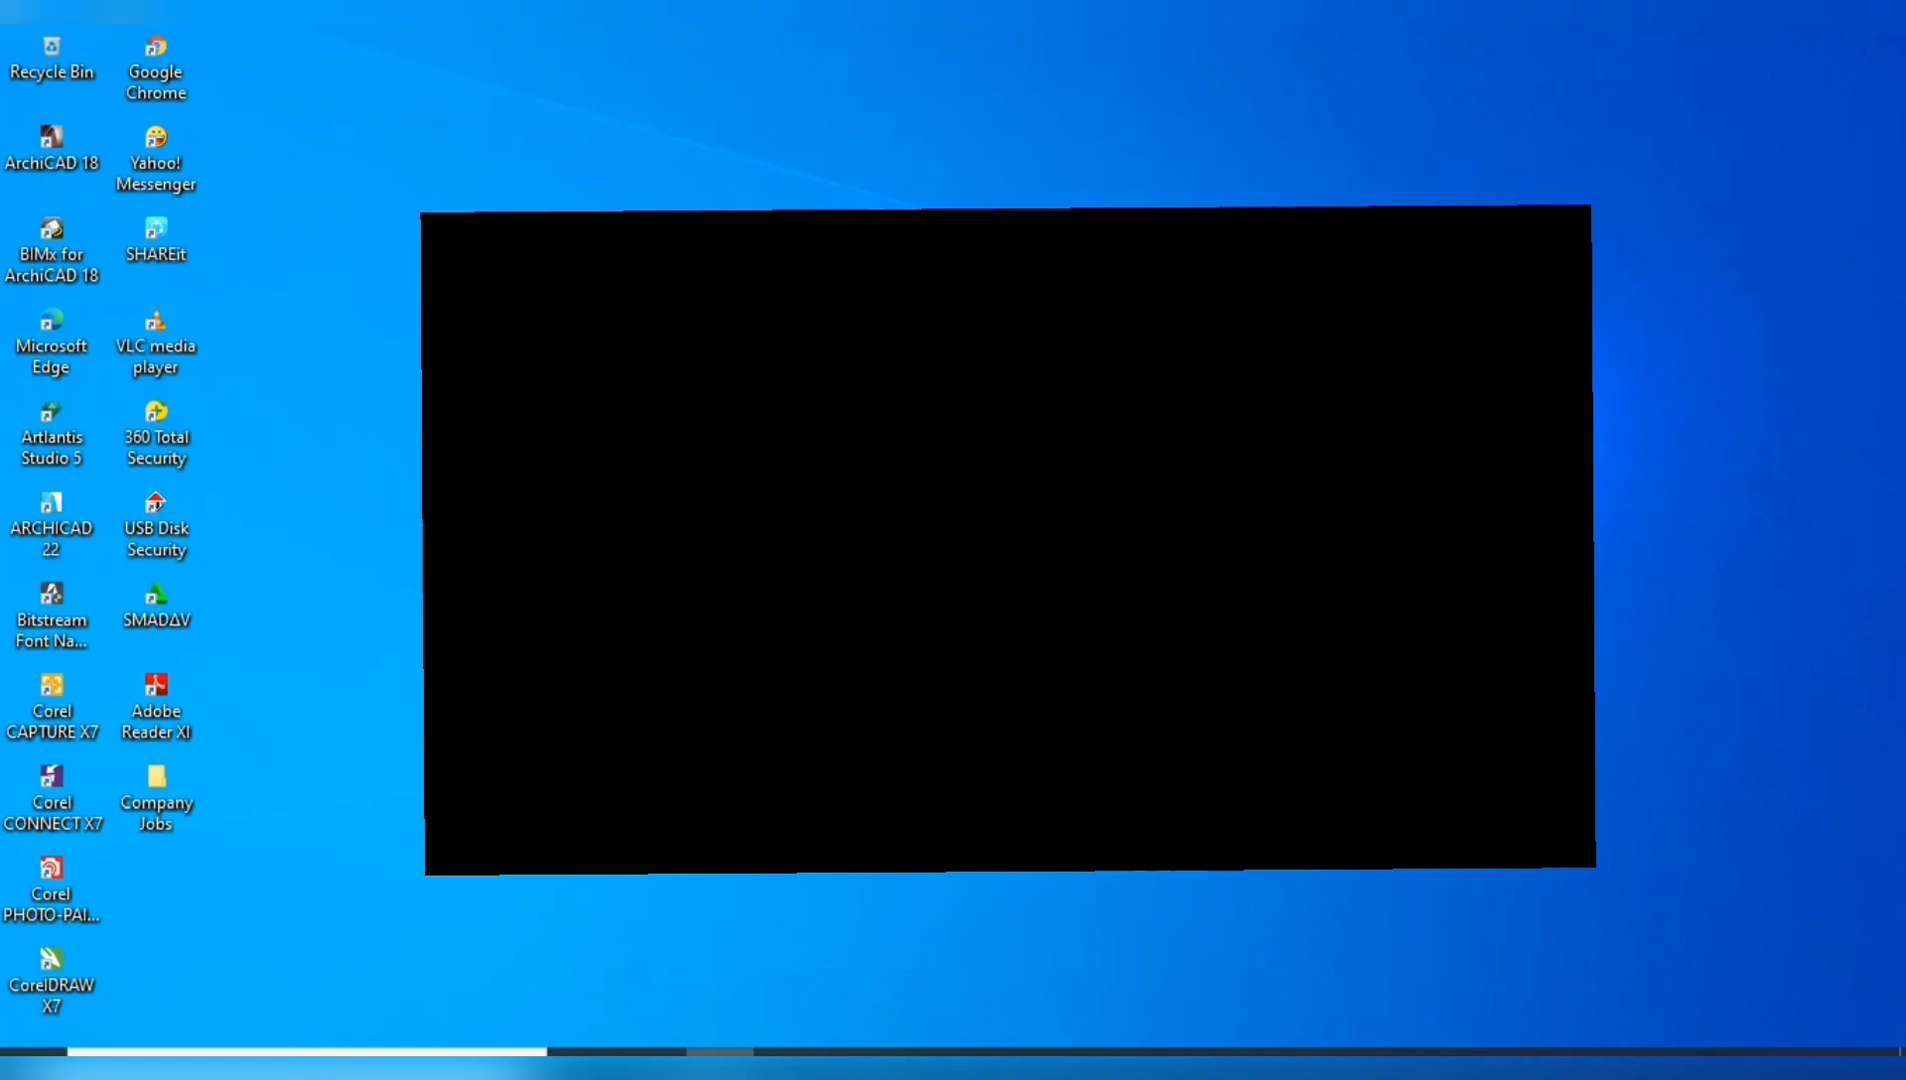 Recycle Bin
Google
Chrome
ArchiCAD 18
Yahoo!
Messenger
BIMx for
ArchiCAD 18
SHAREit
Microsoft
Edge
VLC media
player
Artlantis
Studio 5
360 Total
Security
ARCHICAD
22
USB Disk
Security
Bitstream
Font Na...
SMADΔV
Corel
CAPTURE X7
Adobe
Reader XI
Corel
CONNECT X7
Company
Jobs
Corel
PHOTO-PAI...
CorelDRAW
X7